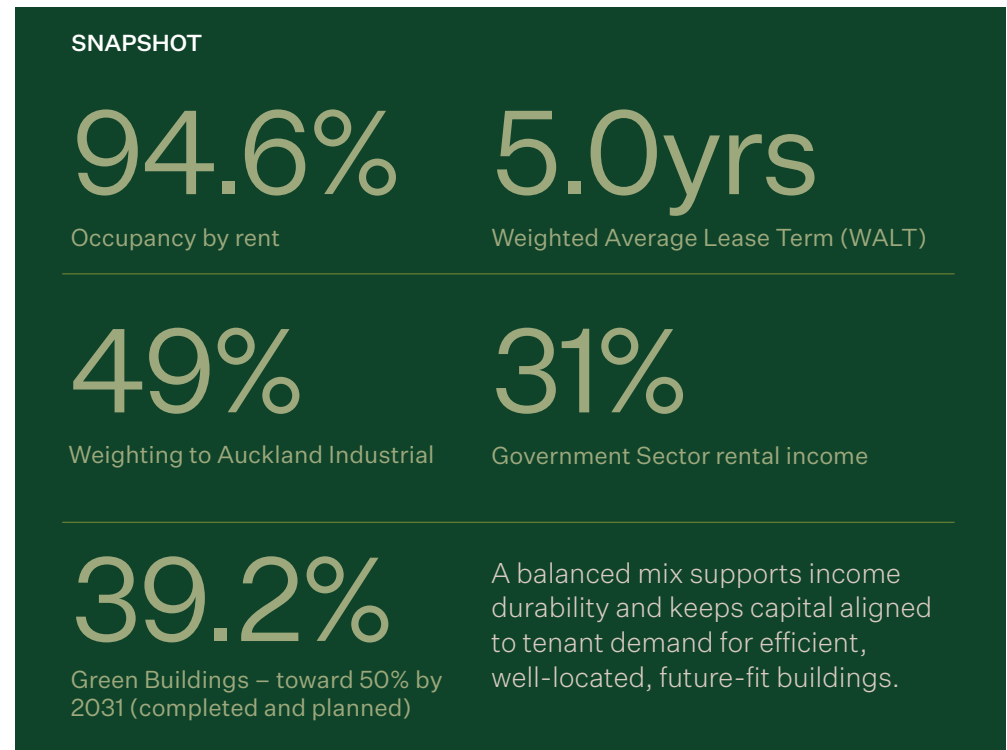 SNAPSHOT
94.6%
Occupancy by rent
5.0yrs
Weighted Average Lease Term (WALT)
49%
Weighting to Auckland Industrial
31%
Government Sector rental income
39.2%
Green Buildings – toward 50% by
2031 (completed and planned)
A balanced mix supports income
durability and keeps capital aligned
to tenant demand for efficient,
well-located, future-fit buildings.